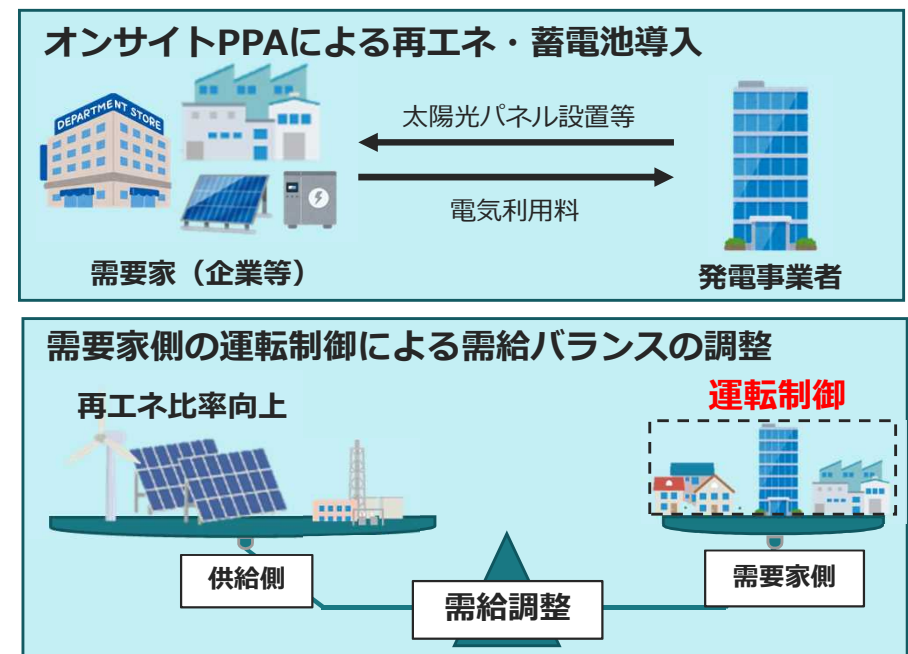 オンサイトPPAによる再エネ・蓄電池導入
DEPARTMENT STORE
太陽光パネル設置等
電気利用料
需要家（企業等）
発電事業者
需要家側の運転制御による需給バランスの調整
再エネ比率向上
運転制御
供給側
需給調整
需要家側